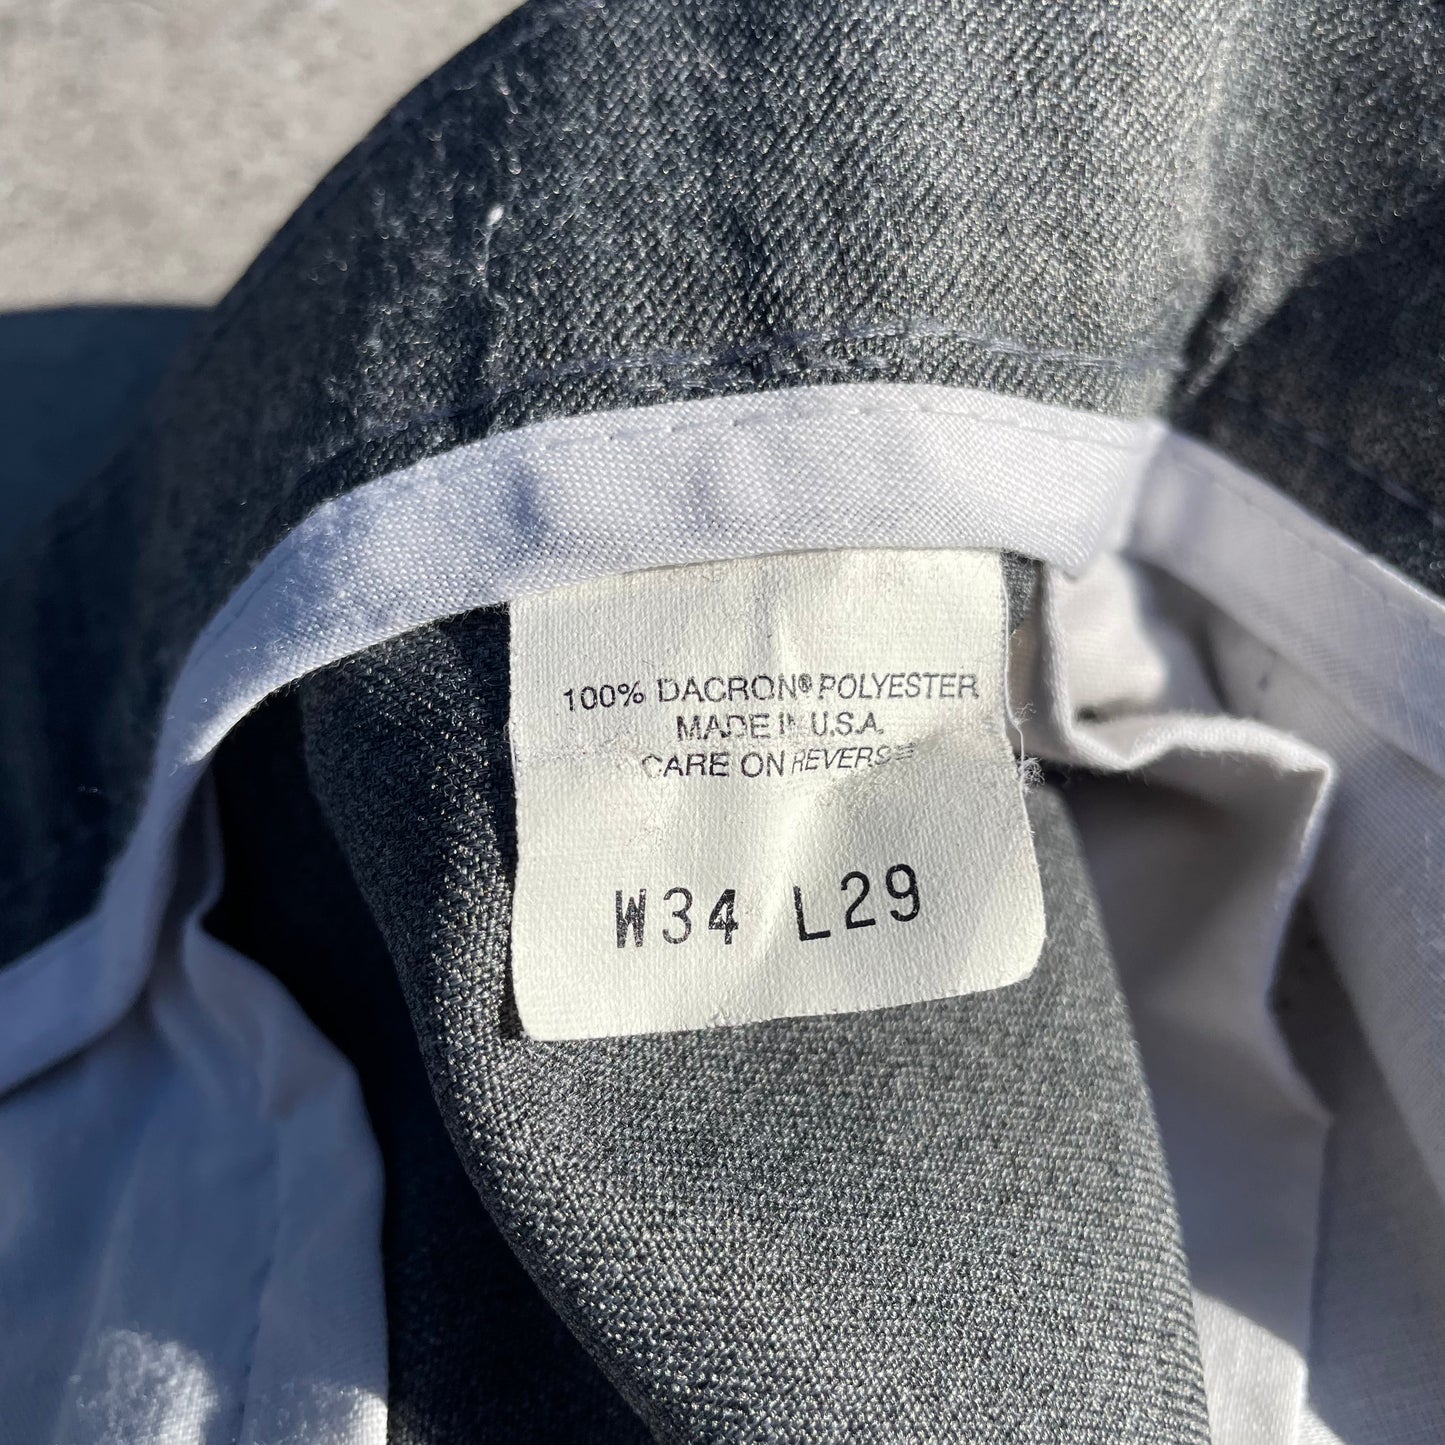 100% DACRON® POLYESTER
MADE IN U.S.A.
CARE ON REVERSE
W34 L29